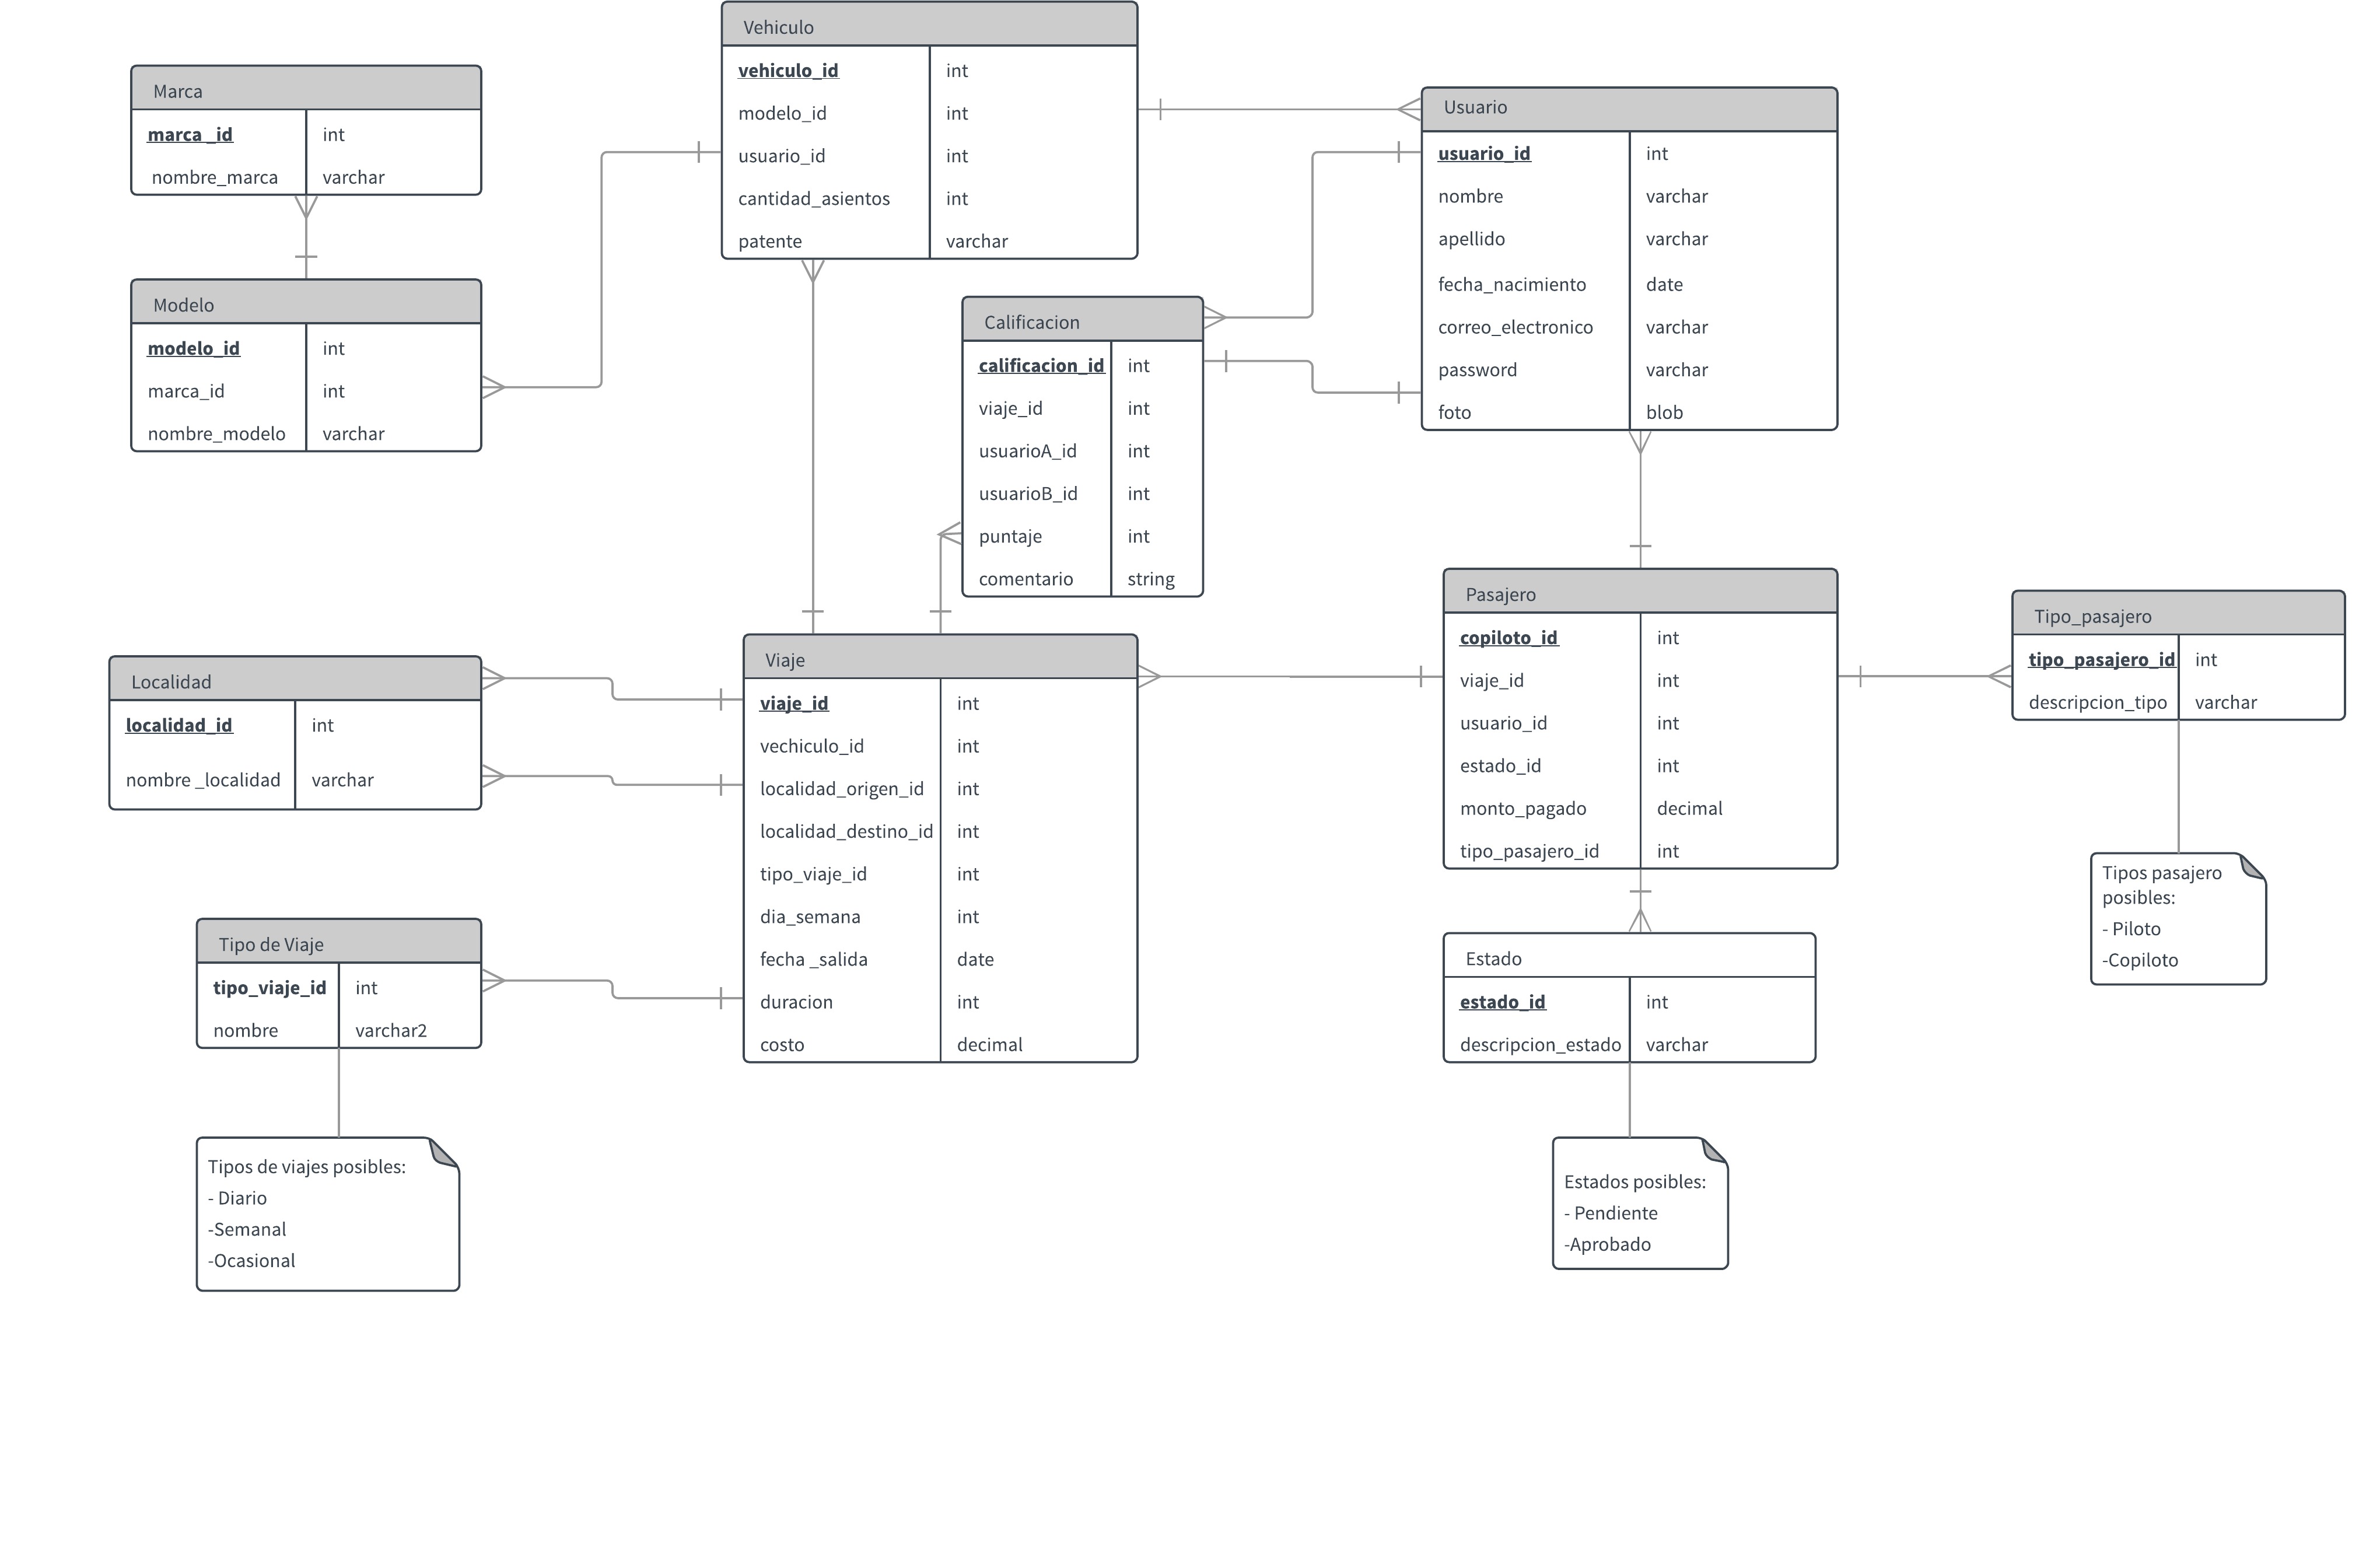 Vehiculo
vehiculo_id int
modelo_id int
usuario_id int
cantidad_asientos int
patente varchar
Marca
marca _id int
nombre_marca varchar
Modelo
modelo_id int
marca_id int
nombre_modelo varchar
Usuario
usuario_id int
nombre varchar
apellido varchar
fecha_nacimiento date
correo_electronico varchar
password varchar
foto blob
Calificacion
calificacion_id int
viaje_id int
usuarioA_id int
usuarioB_id int
puntaje int
comentario string
Pasajero
copiloto_id int
viaje_id int
usuario_id int
estado_id int
monto_pagado decimal
tipo_pasajero_id int
Tipo_pasajero
tipo_pasajero_id int
descripcion_tipo varchar
Localidad
localidad_id int
nombre _localidad varchar
Viaje
viaje_id int
vechiculo_id int
localidad_origen_id int
localidad_destino_id int
tipo_viaje_id int
dia_semana int
fecha _salida date
duracion int
costo decimal
Tipos pasajero
posibles:
- Piloto
-Copiloto
Tipo de Viaje
tipo_viaje_id int
nombre varchar2
Estado
estado_id int
descripcion_estado varchar
Tipos de viajes posibles:
- Diario
-Semanal
-Ocasional
Estados posibles:
- Pendiente
-Aprobado